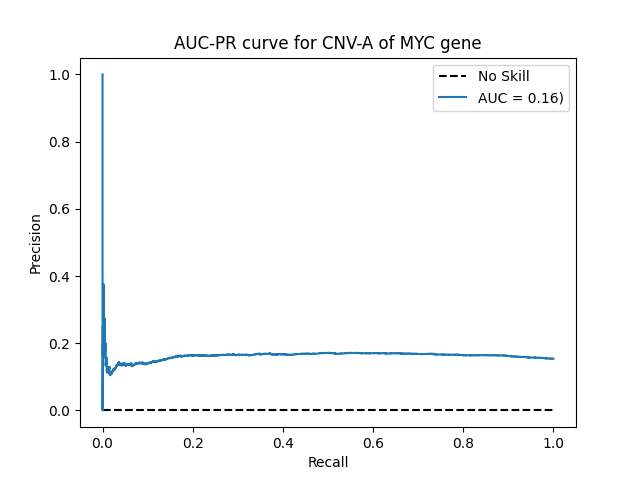 AUC-PR curve for CNV-A of MYC gene
No Skill
AUC = 0.16)
Precision
1.0
0.8
0.6
0.4
0.2
0.0
0.0 0.2 0.4 0.6 0.8 1.0
Recall